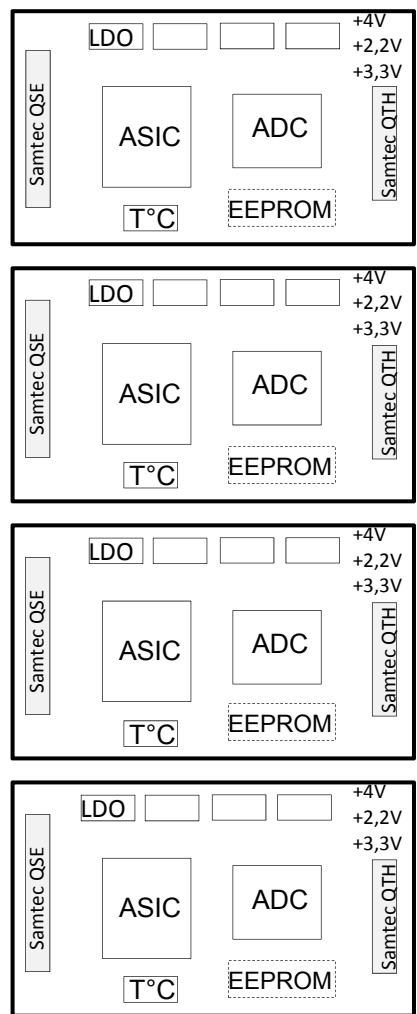 +4V
LDO
+2,2V
+3,3V
Samtec QSE
ASIC
ADC
Samtec QTH
T°C
EEPROM
+4V
LDO
+2,2V
+3,3V
Samtec QSE
ASIC
ADC
Samtec QTH
T°C
EEPROM
+4V
LDO
+2,2V
+3,3V
Samtec QSE
ASIC
ADC
Samtec QTH
T°C
EEPROM
+4V
LDO
+2,2V
+3,3V
Samtec QSE
ASIC
ADC
Samtec QTH
T°C
EEPROM